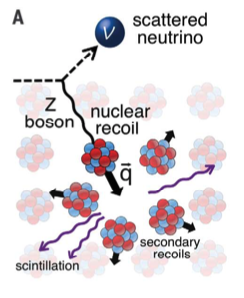 A
scattered
neutrino
ν
Z
boson
nuclear
recoil
q⃗
secondary
recoils
scintillation